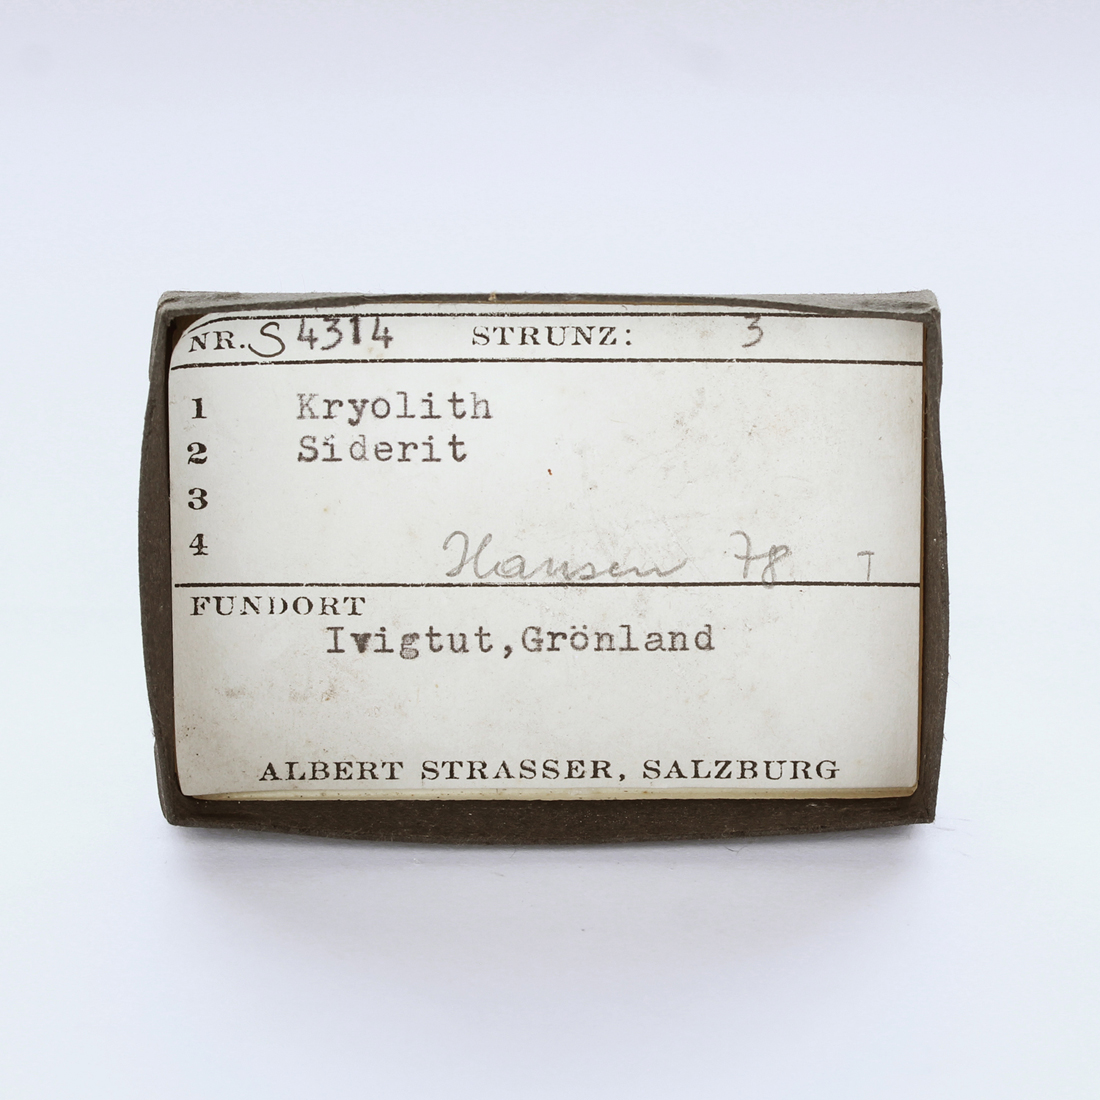 NR. S 4314 STRUNZ: 3
1 Kryolith
2 Siderit
3
4
Hansen 78 T
FUNDORT
Ivigtut,Grönland
ALBERT STRASSER, SALZBURG